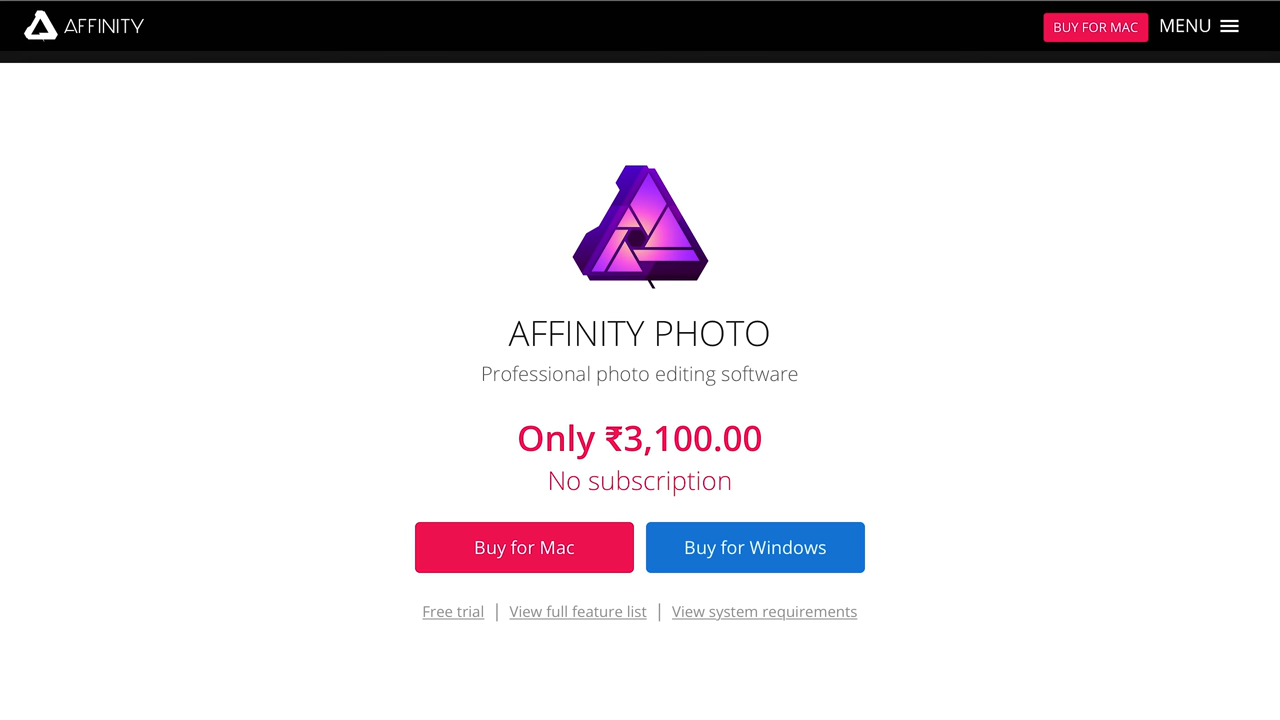 AFFINITY
BUY FOR MAC
MENU
AFFINITY PHOTO
Professional photo editing software
Only ₹3,100.00
No subscription
Buy for Mac
Buy for Windows
Free trial | View full feature list | View system requirements